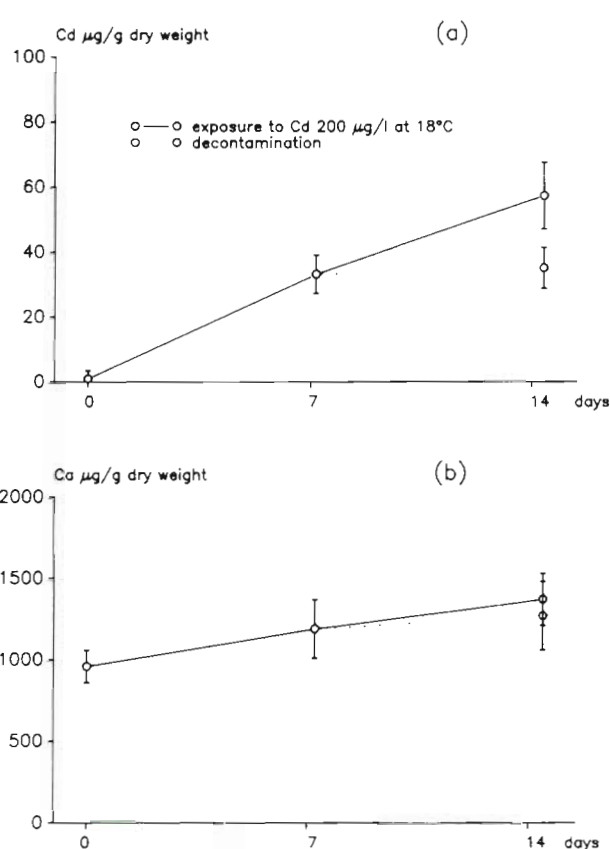 Cd µg/g dry weight
(a)
100
80
60
40
20
0
exposure to Cd 200 µg/l at 18°C
decontamination
0 7 14 days
Ca µg/g dry weight
(b)
2000
1500
1000
500
0
0 7 14 days